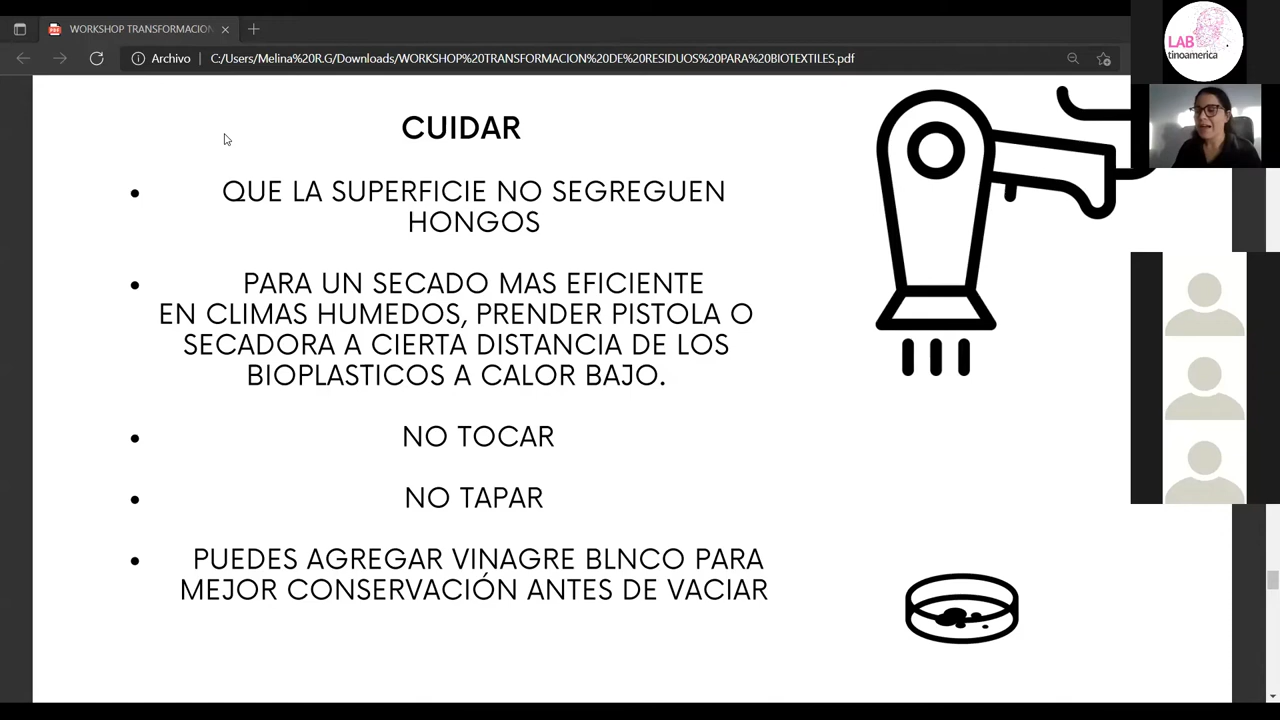 WORKSHOP TRANSFORMACION
Archivo
C:/Users/Melina%20R.G/Downloads/WORKSHOP%20TRANSFORMACION%20DE%20RESIDUOS%20PARA%20BIOTEXTILES.pdf
LAB
tinoamerica
CUIDAR
• QUE LA SUPERFICIE NO SEGREGUEN
HONGOS
• PARA UN SECADO MAS EFICIENTE
EN CLIMAS HUMEDOS, PRENDER PISTOLA O
SECADORA A CIERTA DISTANCIA DE LOS
BIOPLASTICOS A CALOR BAJO.
• NO TOCAR
• NO TAPAR
• PUEDES AGREGAR VINAGRE BLNCO PARA
MEJOR CONSERVACIÓN ANTES DE VACIAR